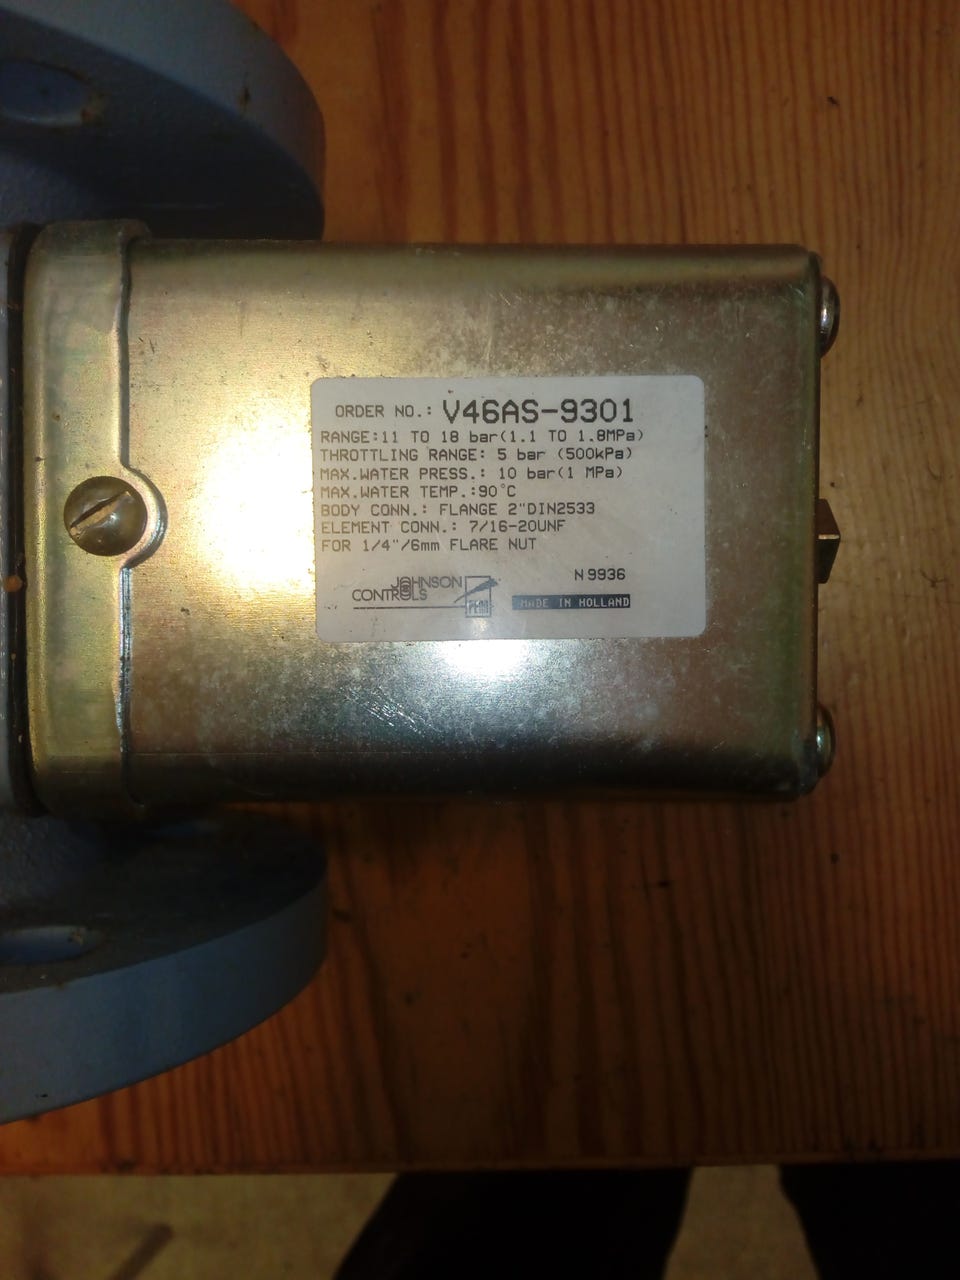 ORDER NO.: V46AS-9301
RANGE:11 TO 18 bar(1.1 TO 1.8MPa)
THROTTLING RANGE: 5 bar (500kPa)
MAX.WATER PRESS.: 10 bar(1 MPa)
MAX.WATER TEMP.:90°C
BODY CONN.: FLANGE 2"DIN2533
ELEMENT CONN.: 7/16-20UNF
FOR 1/4"/6mm FLARE NUT
N9936
JOHNSON
CONTROLS
PENN
MADE IN HOLLAND